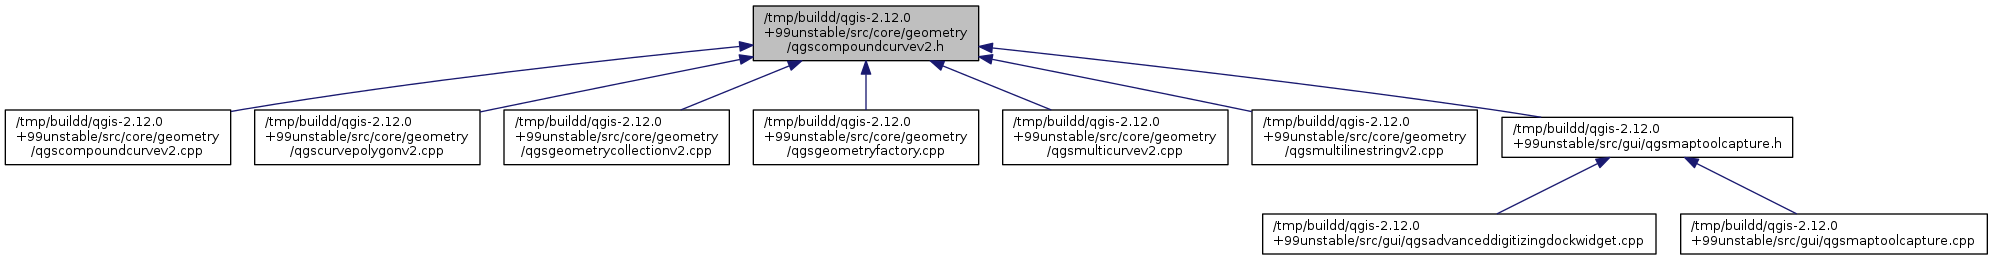 /tmp/buildd/qgis-2.12.0
+99unstable/src/core/geometry
/qgscompoundcurvev2.h
/tmp/buildd/qgis-2.12.0
+99unstable/src/core/geometry
/qgscompoundcurvev2.cpp
/tmp/buildd/qgis-2.12.0
+99unstable/src/core/geometry
/qgscurvepolygonv2.cpp
/tmp/buildd/qgis-2.12.0
+99unstable/src/core/geometry
/qgsgeometrycollectionv2.cpp
/tmp/buildd/qgis-2.12.0
+99unstable/src/core/geometry
/qgsgeometryfactory.cpp
/tmp/buildd/qgis-2.12.0
+99unstable/src/core/geometry
/qgsmulticurvev2.cpp
/tmp/buildd/qgis-2.12.0
+99unstable/src/core/geometry
/qgsmultilinestringv2.cpp
/tmp/buildd/qgis-2.12.0
+99unstable/src/gui/qgsmaptoolcapture.h
/tmp/buildd/qgis-2.12.0
+99unstable/src/gui/qgsadvanceddigitizingdockwidget.cpp
/tmp/buildd/qgis-2.12.0
+99unstable/src/gui/qgsmaptoolcapture.cpp